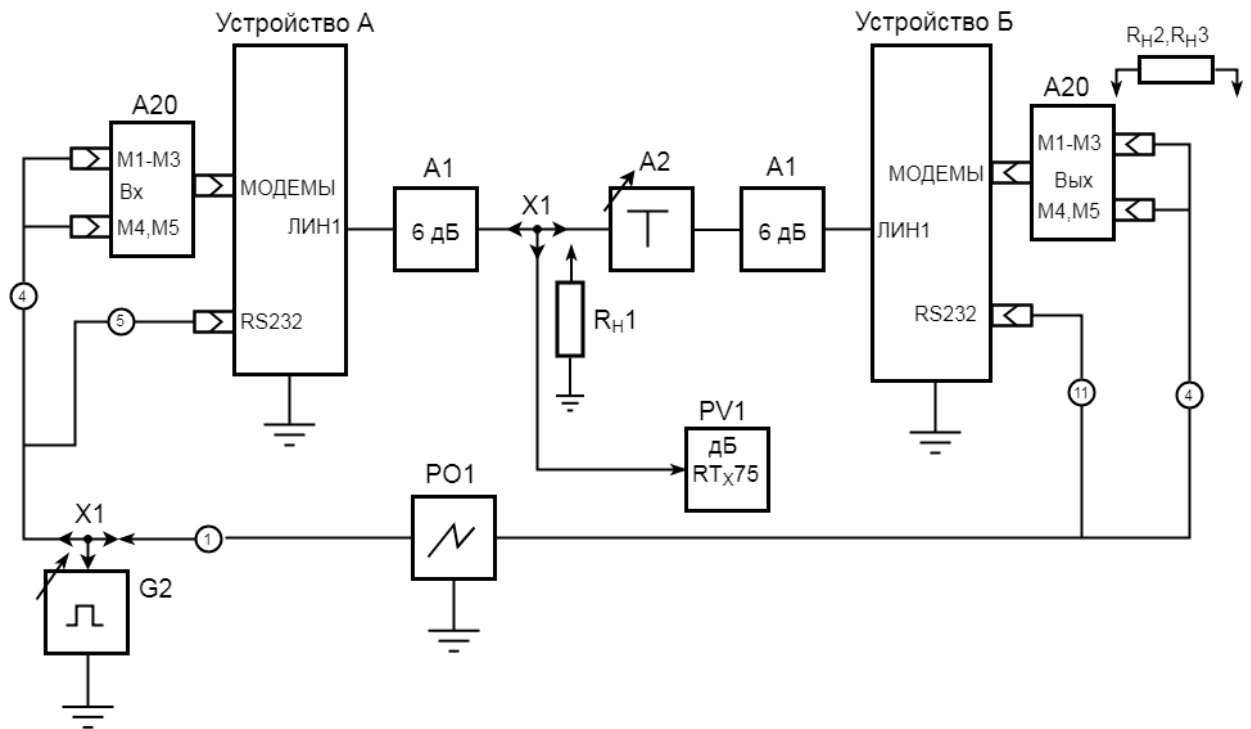 Устройство А
Устройство Б
Rн2,Rн3
А20
М1-М3
Вх
М4,М5
МОДЕМЫ
ЛИН1
RS232
А1
6 дБ
Х1
А2
А1
6 дБ
Rн1
МОДЕМЫ
ЛИН1
RS232
А20
М1-М3
Вых
М4,М5
4
5
11
4
PV1
дБ
RTх75
РО1
Х1
1
G2